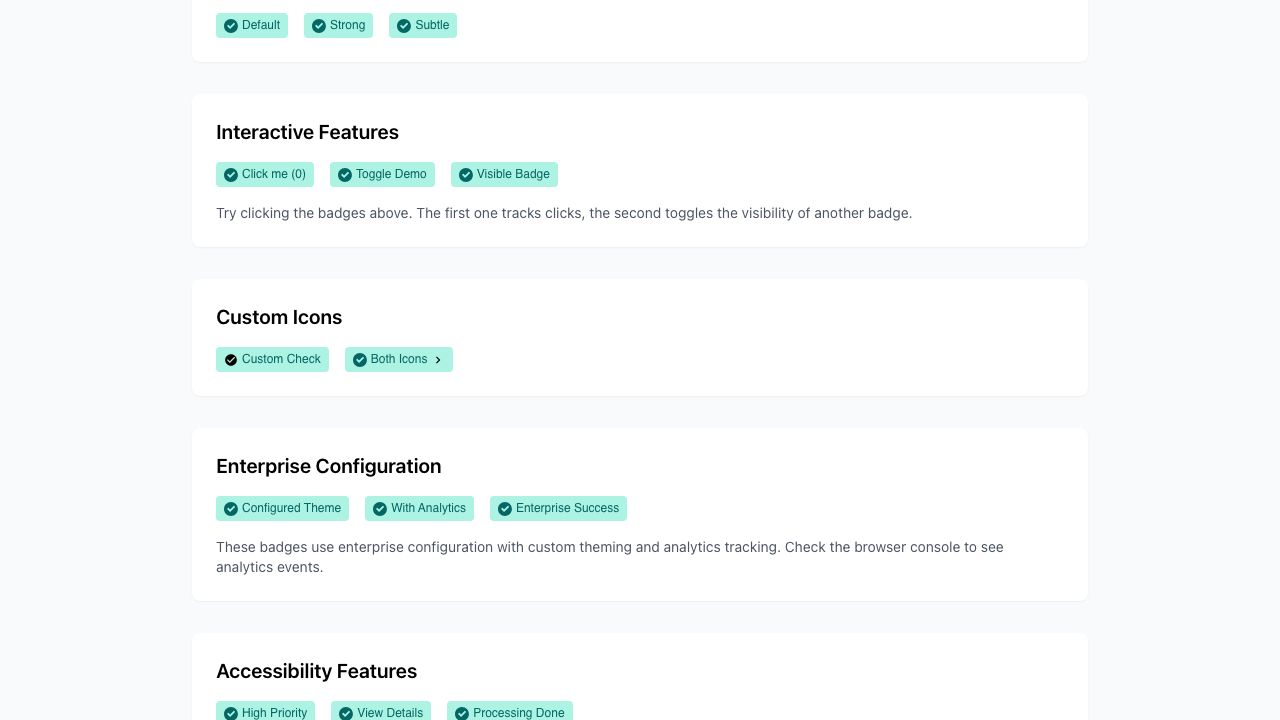 Default Strong Subtle
Interactive Features
Click me (0) Toggle Demo Visible Badge
Try clicking the badges above. The first one tracks clicks, the second toggles the visibility of another badge.
Custom Icons
Custom Check Both Icons
Enterprise Configuration
Configured Theme With Analytics Enterprise Success
These badges use enterprise configuration with custom theming and analytics tracking. Check the browser console to see
analytics events.
Accessibility Features
High Priority View Details Processing Done